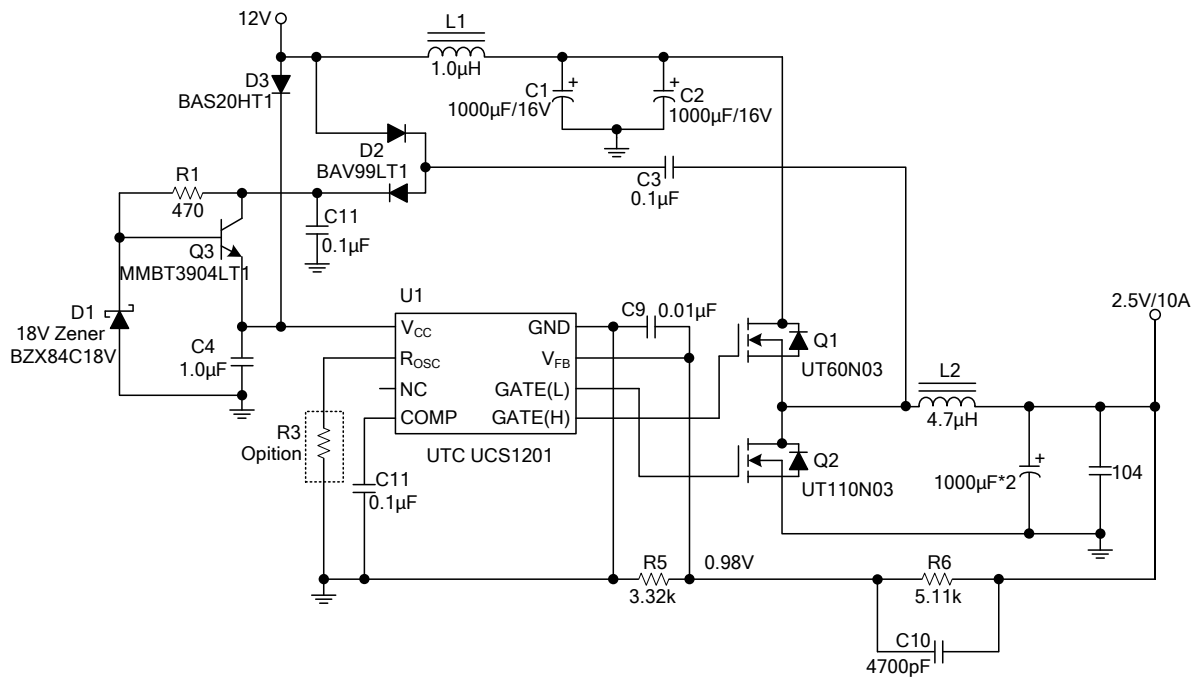 12V
L1
1.0µH
D3
BAS20HT1
C1
1000µF/16V
C2
1000µF/16V
D2
BAV99LT1
C3
0.1µF
R1
470
C11
0.1µF
Q3
MMBT3904LT1
D1
18V Zener
BZX84C18V
C4
1.0µF
U1
VCC
ROSC
NC
COMP
GND
VFB
GATE(L)
GATE(H)
UTC UCS1201
C9 0.01µF
Q1
UT60N03
2.5V/10A
L2
4.7µH
Q2
UT110N03
1000µF*2
104
R3
Opition
C11
0.1µF
R5
3.32k
0.98V
R6
5.11k
C10
4700pF